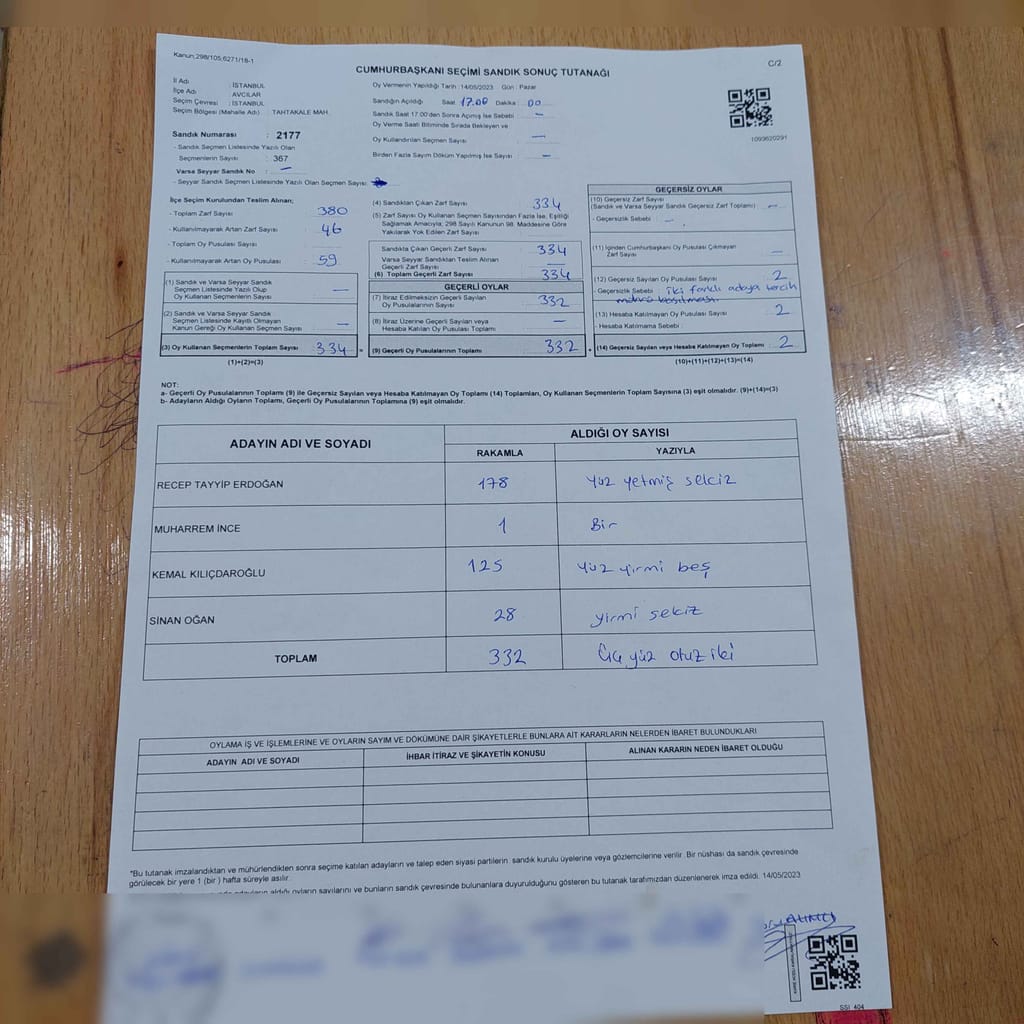 Kanun;298/105;6271/18-1
C/2
CUMHURBAŞKANI SEÇİMİ SANDIK SONUÇ TUTANAĞI
İl Adı : İSTANBUL
İlçe Adı : AVCILAR
Seçim Çevresi : İSTANBUL
Seçim Bölgesi (Mahalle Adı) : TAHTAKALE MAH.
Sandık Numarası : 2177
- Sandık Seçmen Listesinde Yazılı Olan
Seçmenlerin Sayısı : 367
Varsa Seyyar Sandık No : —
- Seyyar Sandık Seçmen Listesinde Yazılı Olan Seçmen Sayısı :
Oy Vermenin Yapıldığı Tarih : 14/05/2023 Gün : Pazar
Sandığın Açıldığı Saat : 17.00 Dakika : 00
Sandık Saat 17:00'den Sonra Açımış İse Sebebi : —
Oy Verme Saati Bitiminde Sırada Bekleyen ve
Oy Kullandırılan Seçmen Sayısı : —
Birden Fazla Sayım Döküm Yapılmış İse Sayısı : —
1093620291
İlçe Seçim Kurulundan Teslim Alınan;
- Toplam Zarf Sayısı : 380
- Kullanılmayarak Artan Zarf Sayısı : 46
- Toplam Oy Pusulası Sayısı :
- Kullanılmayarak Artan Oy Pusulası : 59
(1) Sandık ve Varsa Seyyar Sandık
Seçmen Listesinde Yazılı Olup
Oy Kullanan Seçmenlerin Sayısı : —
(2) Sandık ve Varsa Seyyar Sandık
Seçmen Listesinde Kayıtlı Olmayan
Kanun Gereği Oy Kullanan Seçmen Sayısı : —
(3) Oy Kullanan Seçmenlerin Toplam Sayısı : 334
(1)+(2)=(3)
(4) Sandıktan Çıkan Zarf Sayısı : 334
(5) Zarf Sayısı Oy Kullanan Seçmen Sayısından Fazla İse, Eşitliği
Sağlamak Amacıyla; 298 Sayılı Kanunun 98. Maddesine Göre
Yakılarak Yok Edilen Zarf Sayısı :
Sandıkta Çıkan Geçerli Zarf Sayısı : 334
Varsa Seyyar Sandıktan Teslim Alınan
Geçerli Zarf Sayısı : —
(6) Toplam Geçerli Zarf Sayısı : 334
GEÇERLİ OYLAR
(7) İtiraz Edilmeksizin Geçerli Sayılan
Oy Pusulalarının Sayısı : 332
(8) İtiraz Üzerine Geçerli Sayılan veya
Hesaba Katılan Oy Pusulası Toplamı : —
(9) Geçerli Oy Pusulalarının Toplamı : 332
GEÇERSİZ OYLAR
(10) Geçersiz Zarf Sayısı
(Sandık ve Varsa Seyyar Sandık Geçersiz Zarf Toplamı) : —
- Geçersizlik Sebebi : —
(11) İçinden Cumhurbaşkanı Oy Pusulası Çıkmayan
Zarf Sayısı : —
(12) Geçersiz Sayılan Oy Pusulası Sayısı : 2
- Geçersizlik Sebebi : iki farklı adaya tercih
mührü basılması.
(13) Hesaba Katılmayan Oy Pusulası Sayısı : 2
- Hesaba Katılmama Sebebi :
(14) Geçersiz Sayılan veya Hesaba Katılmayan Oy Toplamı : 2
(10)+(11)+(12)+(13)=(14)
NOT:
a- Geçerli Oy Pusulalarının Toplamı (9) ile Geçersiz Sayılan veya Hesaba Katılmayan Oy Toplamı (14) Toplamları, Oy Kullanan Seçmenlerin Toplam Sayısına (3) eşit olmalıdır. (9)+(14)=(3)
b- Adayların Aldığı Oyların Toplamı, Geçerli Oy Pusulalarının Toplamına (9) eşit olmalıdır.
ADAYIN ADI VE SOYADI ALDIĞI OY SAYISI
RAKAMLA YAZIYLA
RECEP TAYYİP ERDOĞAN 178 Yüz yetmiş sekiz
MUHARREM İNCE 1 Bir
KEMAL KILIÇDAROĞLU 125 Yüz yirmi beş
SİNAN OĞAN 28 yirmi sekiz
TOPLAM 332 Üç yüz otuz iki
OYLAMA İŞ VE İŞLEMLERİNE VE OYLARIN SAYIM VE DÖKÜMÜNE DAİR ŞİKAYETLERLE BUNLARA AİT KARARLARIN NELERDEN İBARET BULUNDUKLARI
ADAYIN ADI VE SOYADI İHBAR İTİRAZ VE ŞİKAYETİN KONUSU ALINAN KARARIN NEDEN İBARET OLDUĞU
*Bu tutanak imzalandıktan ve mühürlendikten sonra seçime katılan adayların ve talep eden siyasi partilerin sandık kurulu üyelerine veya gözlemcilerine verilir. Bir nüshası da sandık çevresinde
görülecek bir yere 1 (bir ) hafta süreyle asılır.
adayların aldığı oyların sayılarını ve bunların sandık çevresinde bulunanlara duyurulduğunu gösteren bu tutanak tarafımızdan düzenlenerek imza edildi. 14/05/2023
SSI 404